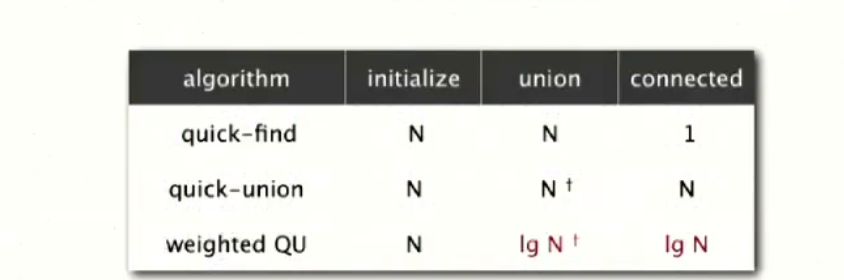 algorithm initialize union connected
quick-find N N 1
quick-union N N † N
weighted QU N lg N † lg N